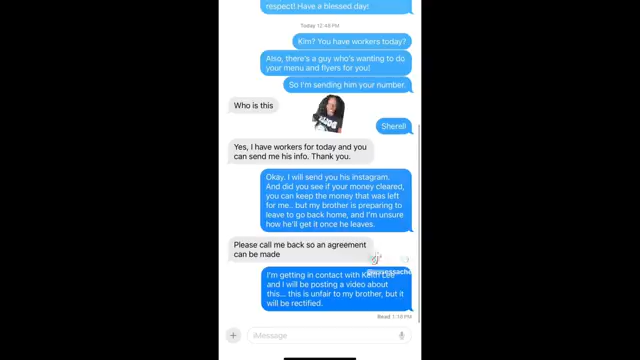 respect! Have a blessed day!
Today 12:48 PM
Kim? You have workers today?
Also, there's a guy who's wanting to do
your menu and flyers for you!
So I'm sending him your number.
Who is this
Sherell
Yes, I have workers for today and you
can send me his info. Thank you.
Okay. I will send you his instagram.
And did you see if your money cleared,
you can keep the money that was left
for me.. but my brother is preparing to
leave to go back home, and I'm unsure
how he'll get it once he leaves.
Please call me back so an agreement
can be made
I'm getting in contact with Keith Lee
and I will be posting a video about
this... this is unfair to my brother, but it
will be rectified.
Read 1:18 PM
iMessage